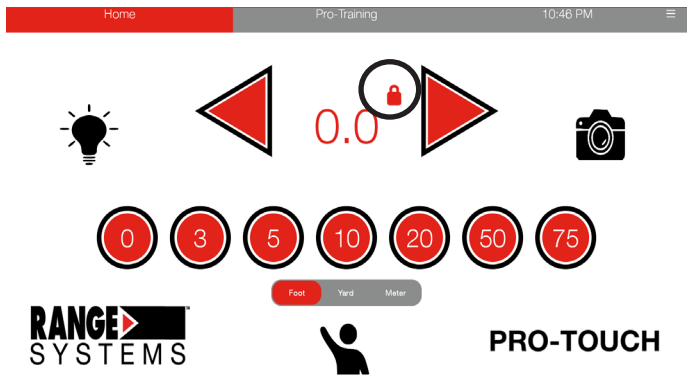 Home Pro-Training 10:46 PM
0.0
0 3 5 10 20 50 75
Foot Yard Meter
RANGE
SYSTEMS
PRO-TOUCH